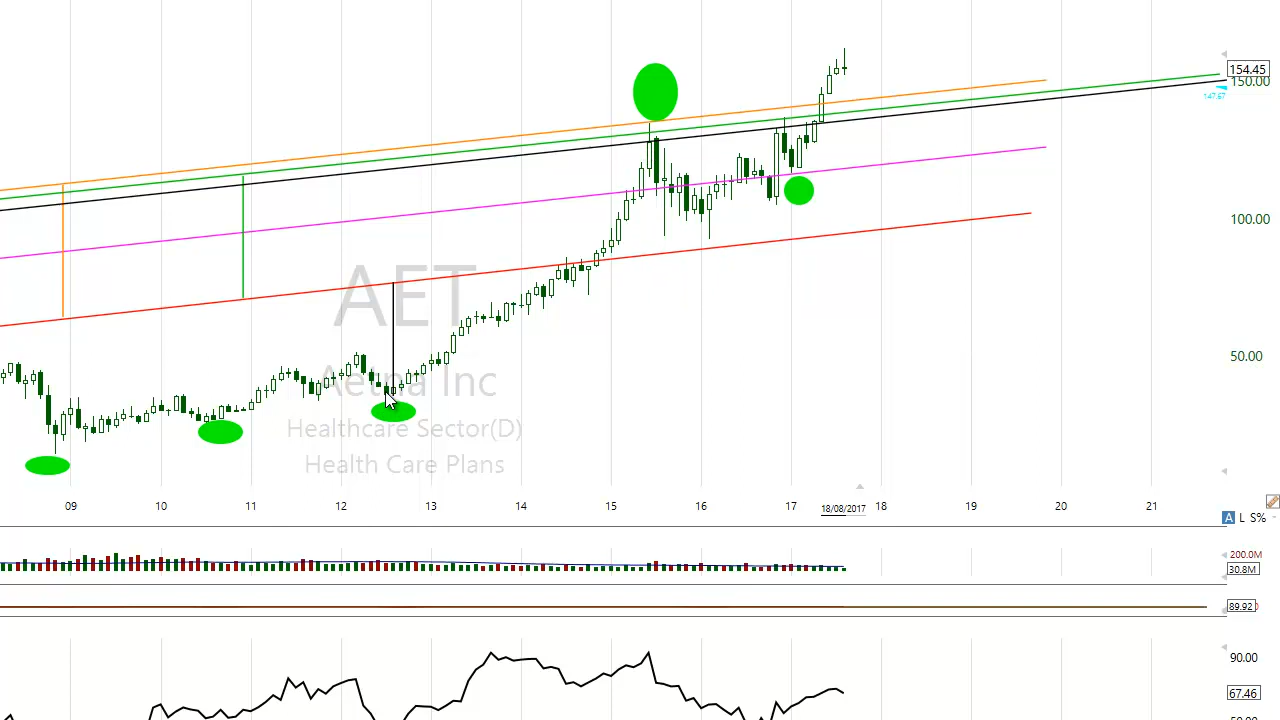 154.45
150.00
147.67
100.00
50.00
AET
Aetna Inc
Healthcare Sector(D)
Health Care Plans
09 10 11 12 13 14 15 16 17 18 19 20 21
18/08/2017
A L S% -
200.0M
30.8M
89.92
90.00
67.46